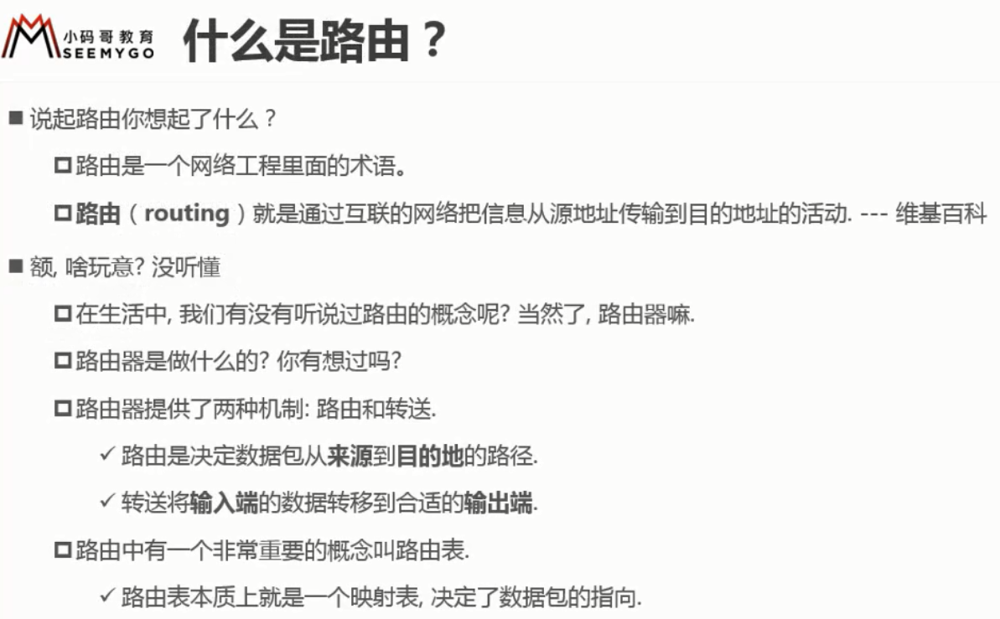 小码哥教育
SEEMYGO
什么是路由？
说起路由你想起了什么？
路由是一个网络工程里面的术语。
路由（routing）就是通过互联的网络把信息从源地址传输到目的地址的活动. --- 维基百科
额, 啥玩意? 没听懂
在生活中, 我们有没有听说过路由的概念呢? 当然了, 路由器嘛.
路由器是做什么的? 你有想过吗?
路由器提供了两种机制: 路由和转送.
路由是决定数据包从来源到目的地的路径.
转送将输入端的数据转移到合适的输出端.
路由中有一个非常重要的概念叫路由表.
路由表本质上就是一个映射表, 决定了数据包的指向.